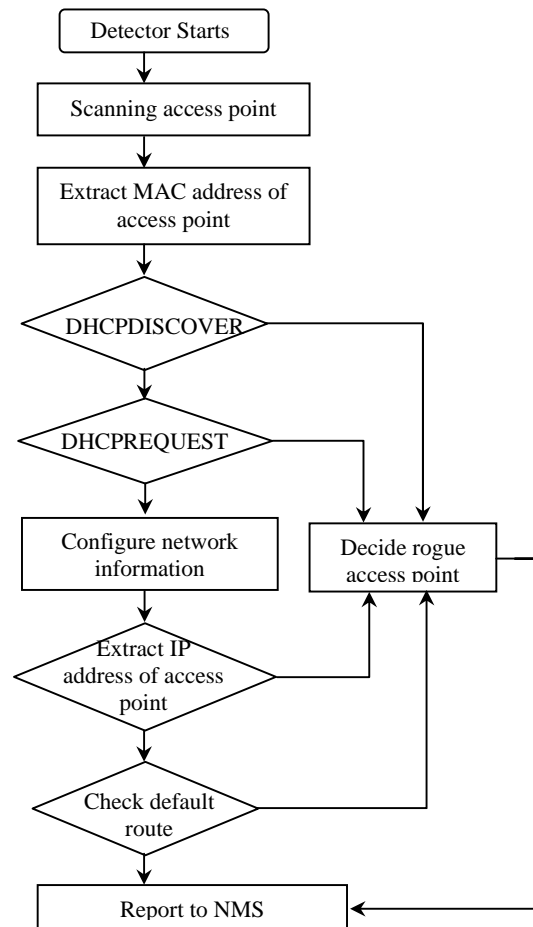 Detector Starts
Scanning access point
Extract MAC address of
access point
DHCPDISCOVER
DHCPREQUEST
Configure network
information
Decide rogue
access point
Extract IP
address of access
point
Check default
route
Report to NMS